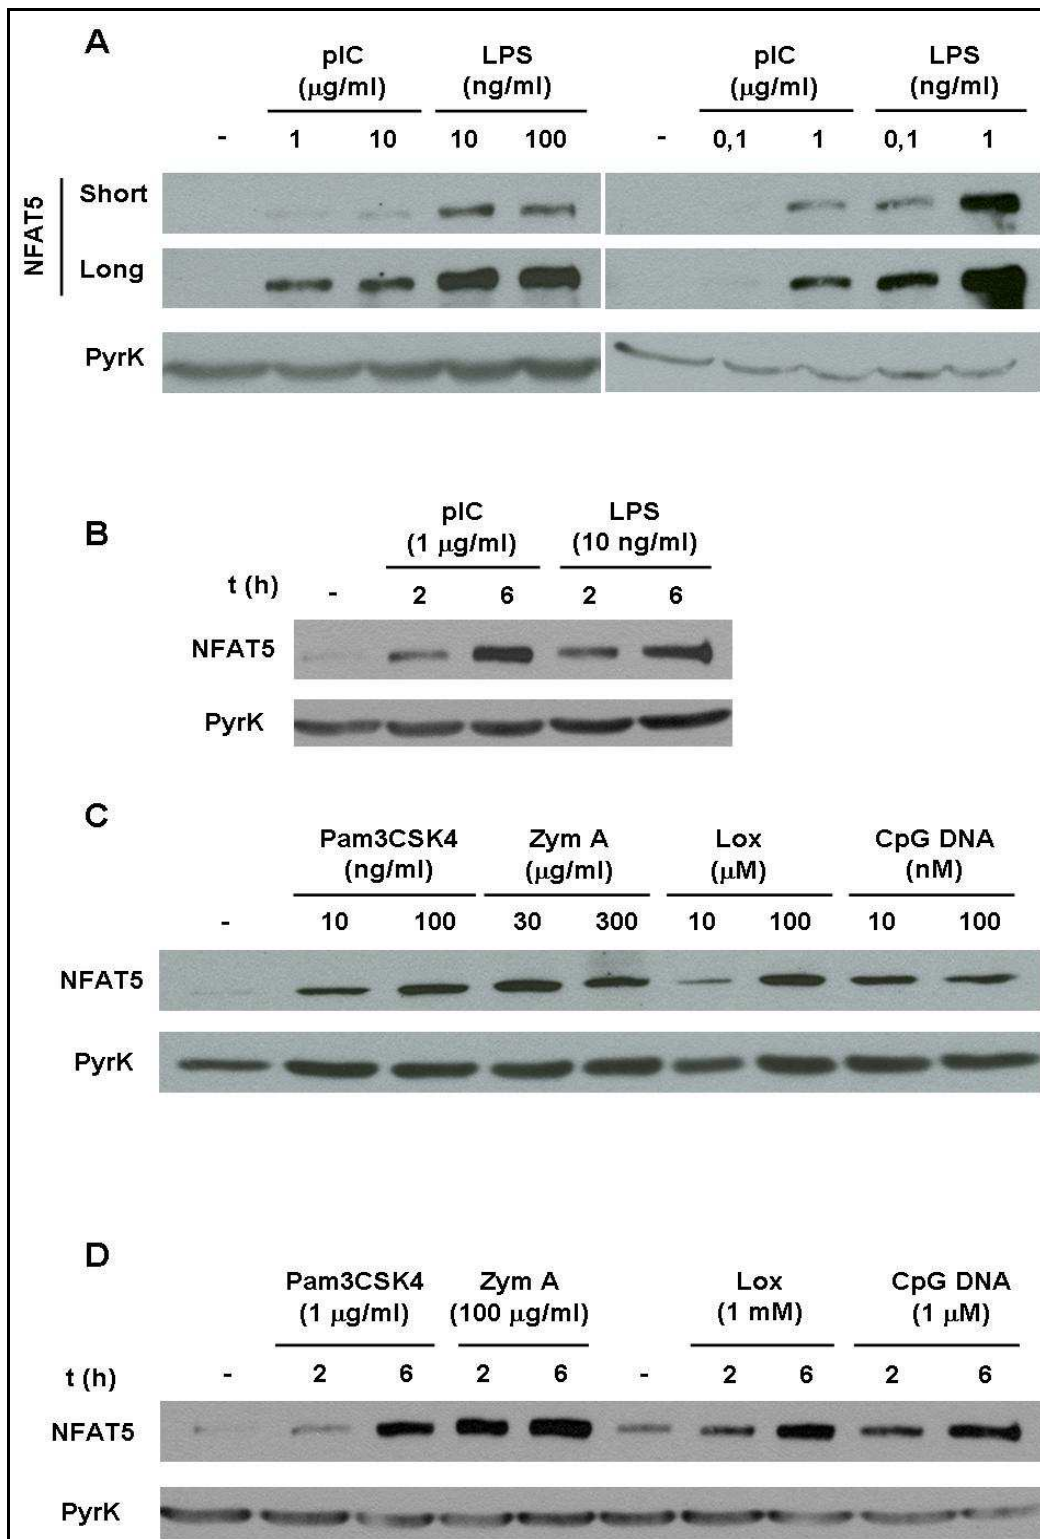 A
pIC LPS pIC LPS
(μg/ml) (ng/ml) (μg/ml) (ng/ml)
- 1 10 10 100 - 0,1 1 0,1 1
NFAT5
Short
Long
PyrK
B
pIC LPS
(1 μg/ml) (10 ng/ml)
t (h) - 2 6 2 6
NFAT5
PyrK
C
Pam3CSK4 Zym A Lox CpG DNA
(ng/ml) (μg/ml) (μM) (nM)
- 10 100 30 300 10 100 10 100
NFAT5
PyrK
D
Pam3CSK4 Zym A Lox CpG DNA
(1 μg/ml) (100 μg/ml) (1 mM) (1 μM)
t (h) - 2 6 2 6 - 2 6 2 6
NFAT5
PyrK